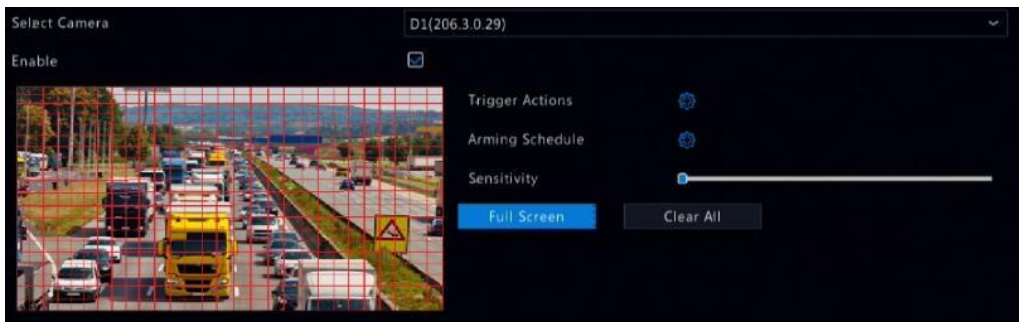 Select Camera
D1(206.3.0.29)
Enable
Trigger Actions
Arming Schedule
Sensitivity
Full Screen
Clear All